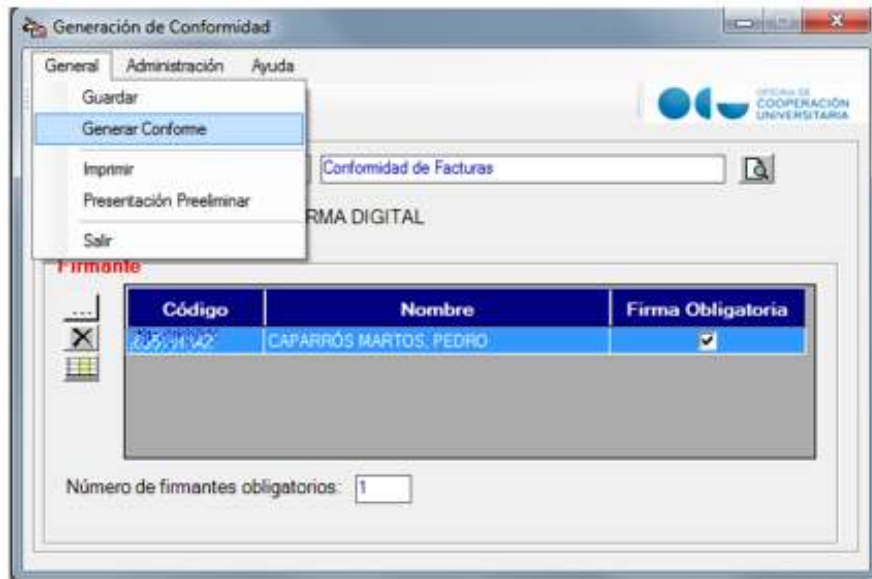 Generación de Conformidad
General Administración Ayuda
OFICINA DE
COOPERACIÓN
UNIVERSITARIA
Guardar
Generar Conforme
Imprimir
Presentación Preeliminar
Salir
Conformidad de Facturas
RMA DIGITAL
Firmante
...
Código Nombre Firma Obligatoria
CAPARRÓS MARTOS, PEDRO
Número de firmantes obligatorios: 1